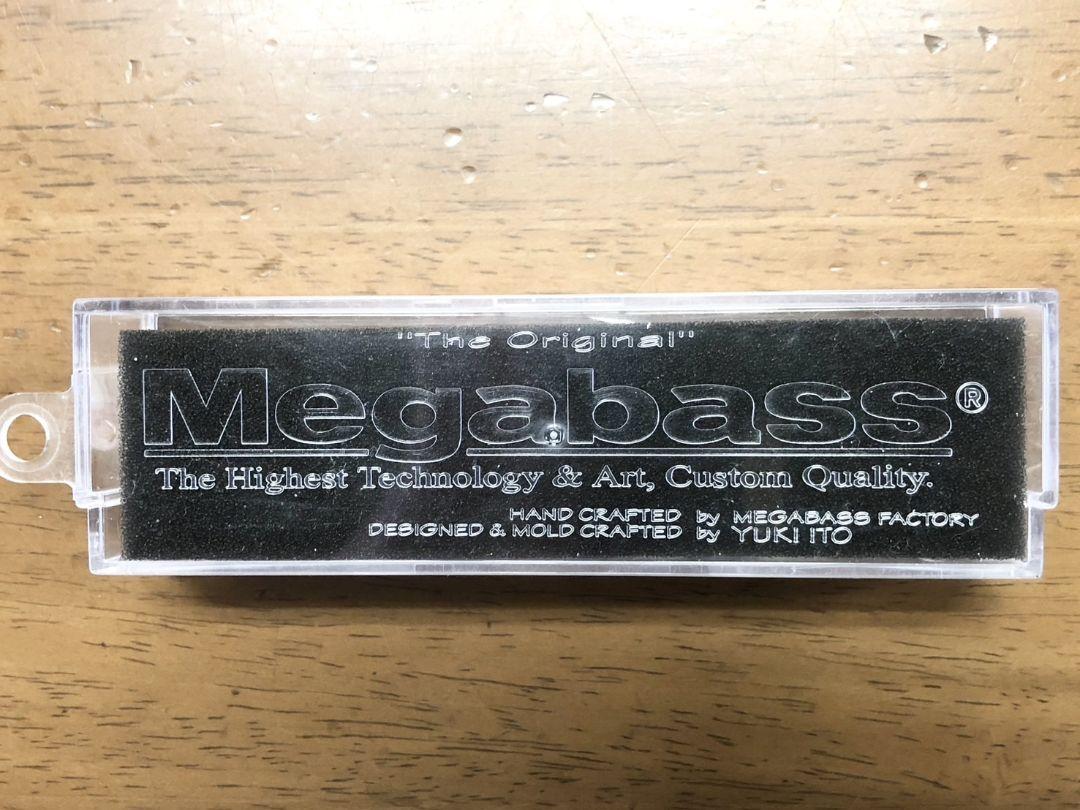 "The Original"
Megabass®
The Highest Technology & Art, Custom Quality.
HAND CRAFTED by MEGABASS FACTORY
DESIGNED & MOLD CRAFTED by YUKI ITO